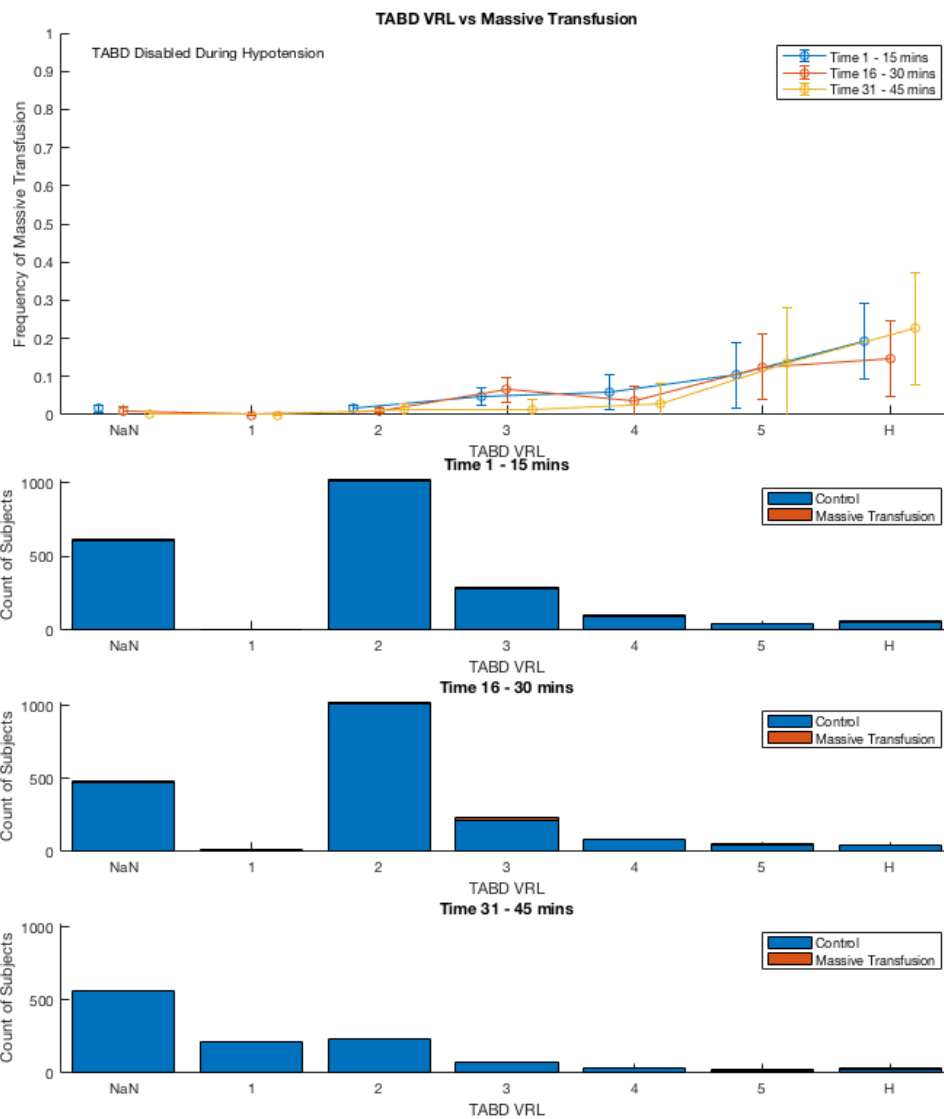 TABD VRL vs Massive Transfusion
TABD Disabled During Hypotension
Time 1 - 15 mins
Time 16 - 30 mins
Time 31 - 45 mins
Frequency of Massive Transfusion
1
0.9
0.8
0.7
0.6
0.5
0.4
0.3
0.2
0.1
0
NaN 1 2 3 4 5 H
TABD VRL
Time 1 - 15 mins
Control
Massive Transfusion
Count of Subjects
1000
500
0
NaN 1 2 3 4 5 H
TABD VRL
Time 16 - 30 mins
Control
Massive Transfusion
Count of Subjects
1000
500
0
NaN 1 2 3 4 5 H
TABD VRL
Time 31 - 45 mins
Control
Massive Transfusion
Count of Subjects
1000
500
0
NaN 1 2 3 4 5 H
TABD VRL